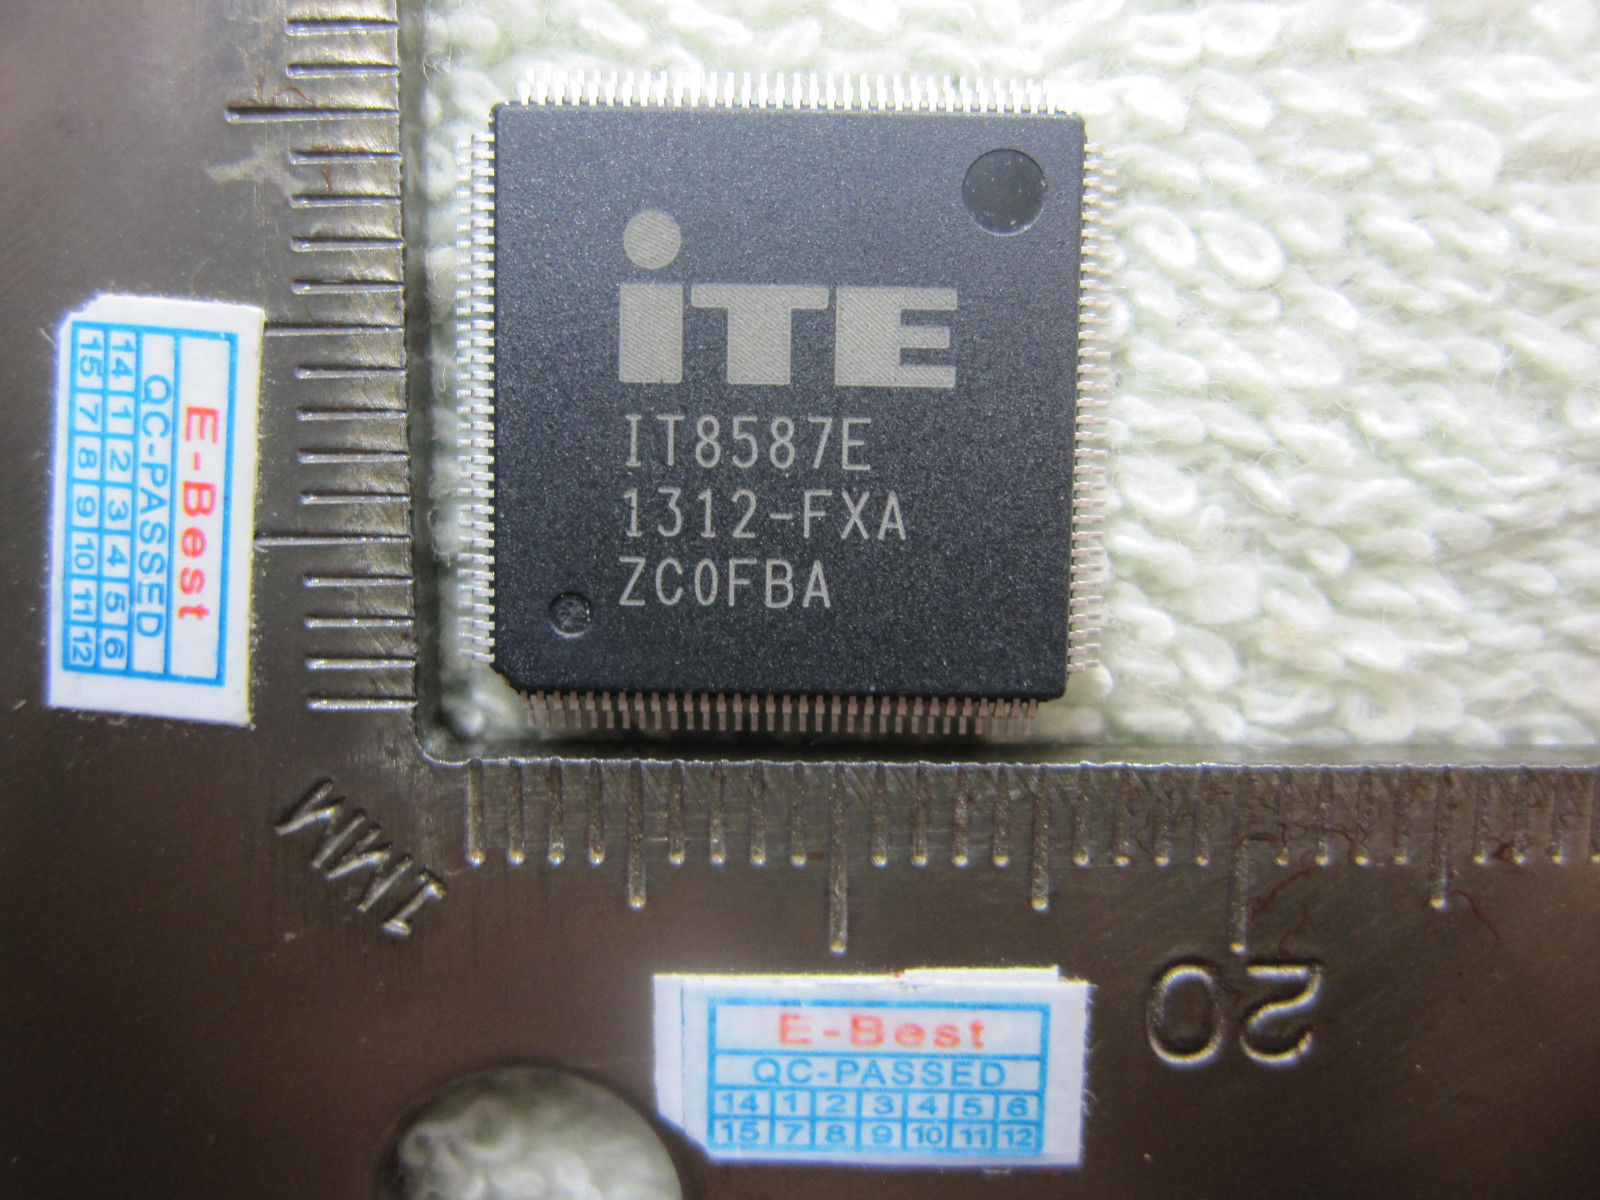 iTE
IT8587E
1312-FXA
ZC0FBA
E-Best
QC-PASSED
14 1 2 3 4 5 6
15 7 8 9 10 11 12
1MM
20
E-Best
QC-PASSED
14 1 2 3 4 5 6
15 7 8 9 10 11 12